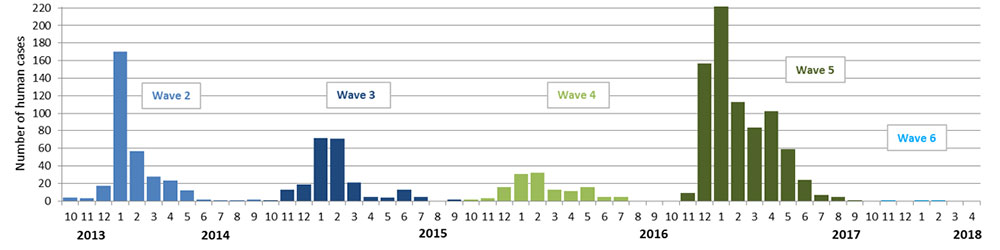 220
200
180
160
140
120
100
80
60
40
20
0
Number of human cases
Wave 2
Wave 3
Wave 4
Wave 5
Wave 6
10 11 12 1 2 3 4 5 6 7 8 9 10 11 12 1 2 3 4 5 6 7 8 9 10 11 12 1 2 3 4 5 6 7 8 9 10 11 12 1 2 3 4 5 6 7 8 9 10 11 12 1 2 3 4
2013 2014 2015 2016 2017 2018